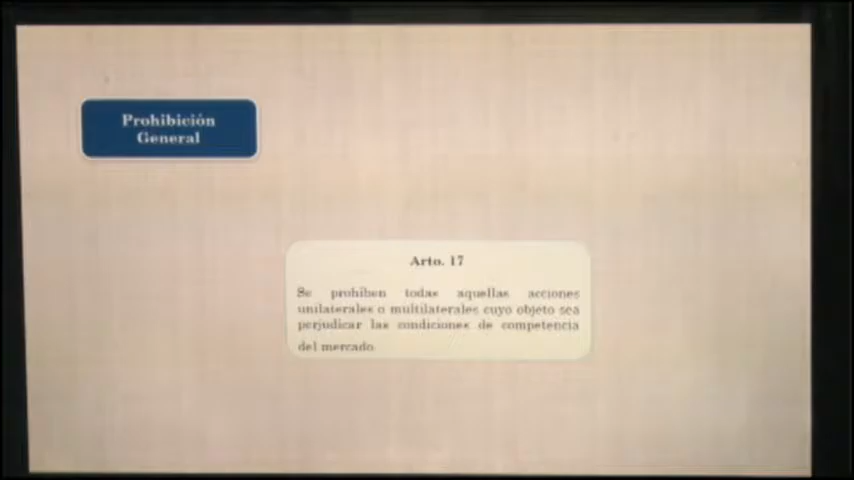 Prohibición
General
Arto. 17
Se prohiben todas aquellas acciones
unilaterales o multilaterales cuyo objeto sea
perjudicar las condiciones de competencia
del mercado